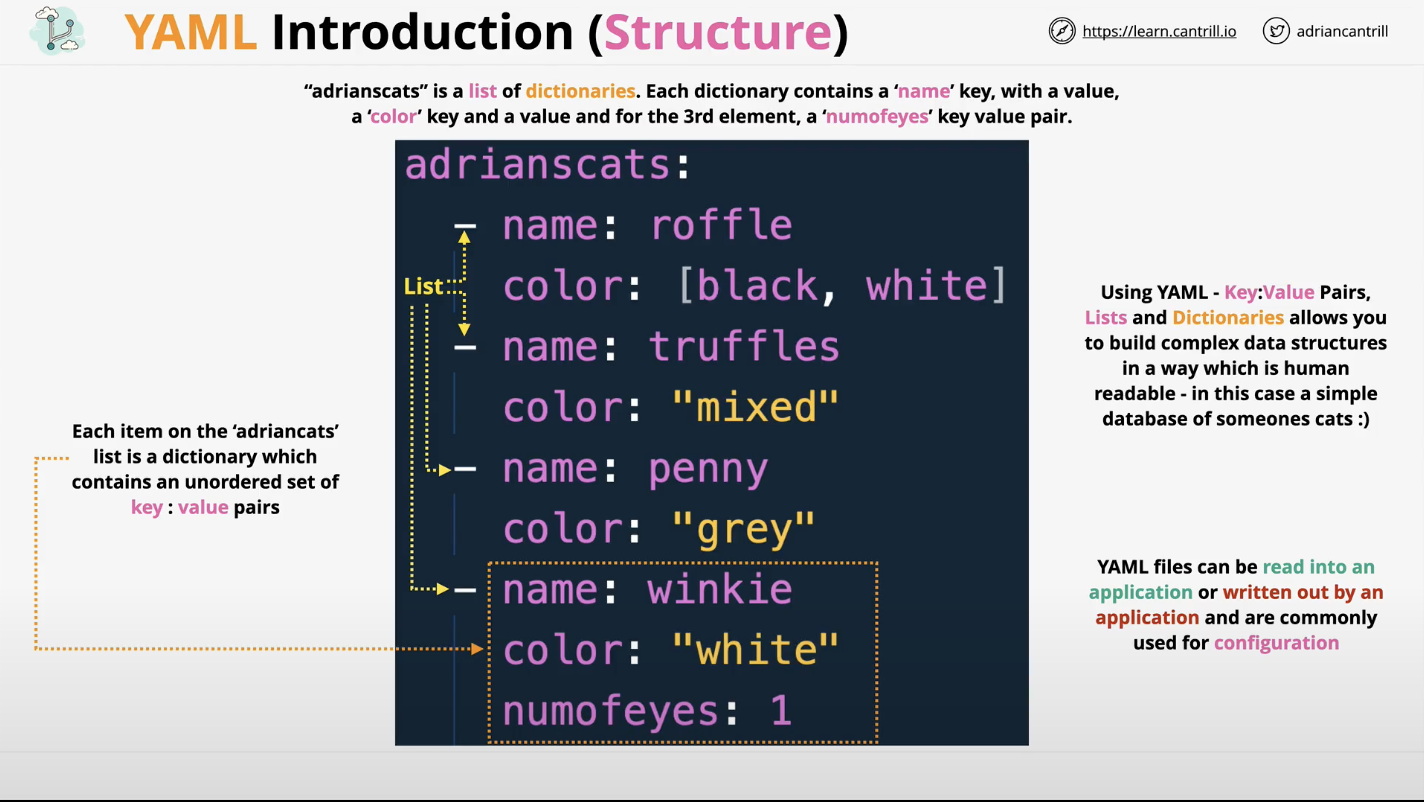 YAML Introduction (Structure)
https://learn.cantrill.io
adriancantrill
“adrianscats” is a list of dictionaries. Each dictionary contains a ‘name’ key, with a value,
a ‘color’ key and a value and for the 3rd element, a ‘numofeyes’ key value pair.
adrianscats:
– name: roffle
color: [black, white]
– name: truffles
color: "mixed"
– name: penny
color: "grey"
– name: winkie
color: "white"
numofeyes: 1
List
Each item on the ‘adriancats’
list is a dictionary which
contains an unordered set of
key : value pairs
Using YAML - Key:Value Pairs,
Lists and Dictionaries allows you
to build complex data structures
in a way which is human
readable - in this case a simple
database of someones cats :)
YAML files can be read into an
application or written out by an
application and are commonly
used for configuration